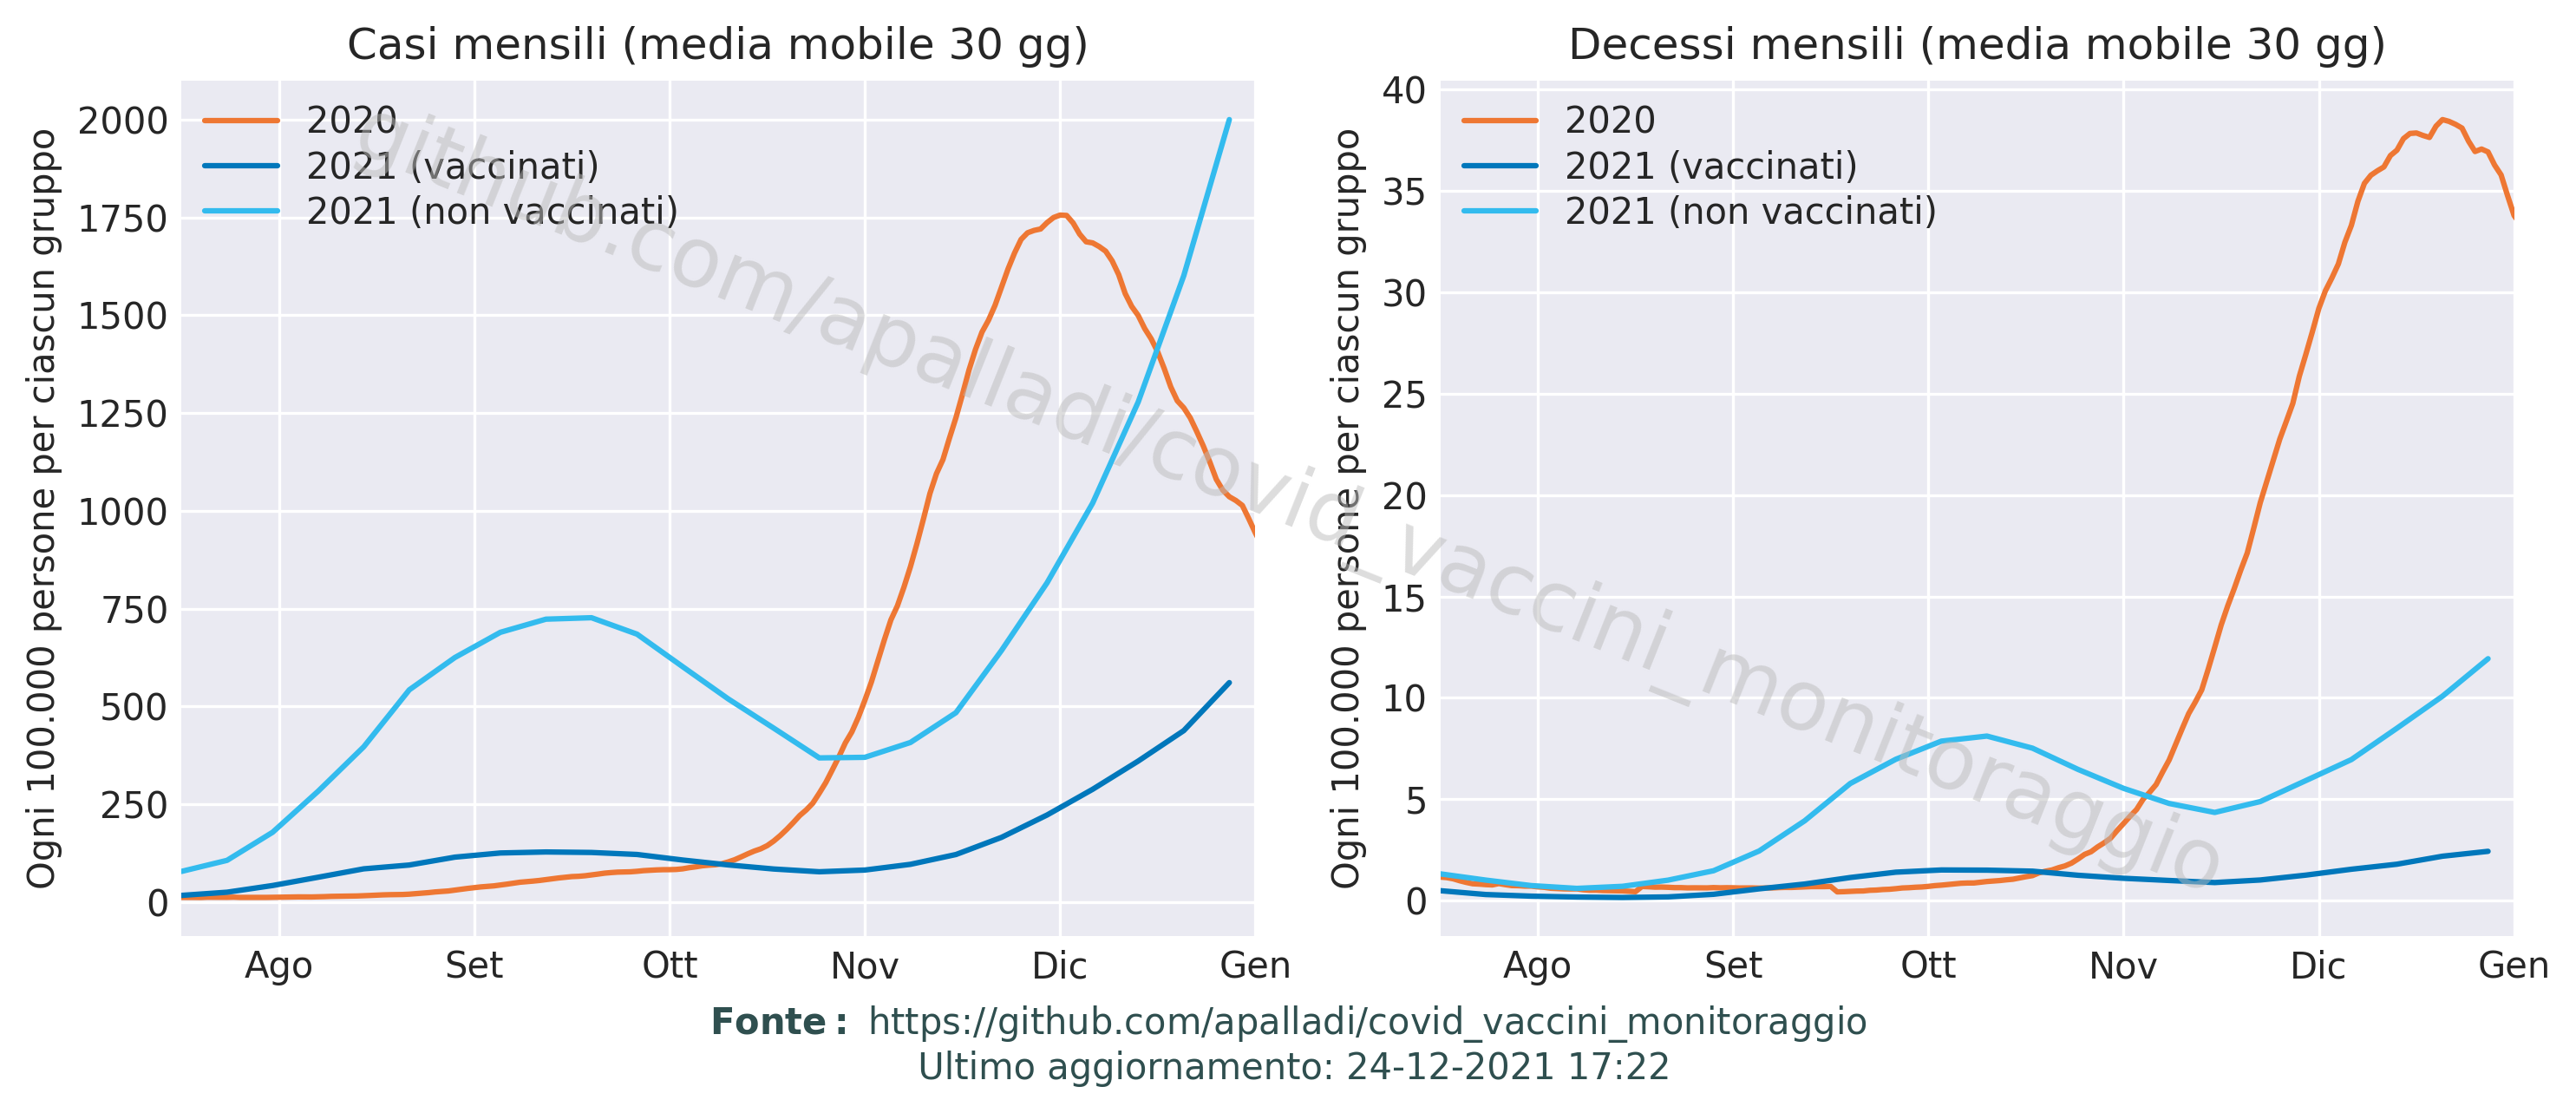 Casi mensili (media mobile 30 gg)
Ogni 100.000 persone per ciascun gruppo
2000
1750
1500
1250
1000
750
500
250
0
2020
2021 (vaccinati)
2021 (non vaccinati)
Ago Set Ott Nov Dic Gen
Decessi mensili (media mobile 30 gg)
Ogni 100.000 persone per ciascun gruppo
40
35
30
25
20
15
10
5
0
2020
2021 (vaccinati)
2021 (non vaccinati)
Ago Set Ott Nov Dic Gen
github.com/apalladi/covid_vaccini_monitoraggio
Fonte: https://github.com/apalladi/covid_vaccini_monitoraggio
Ultimo aggiornamento: 24-12-2021 17:22